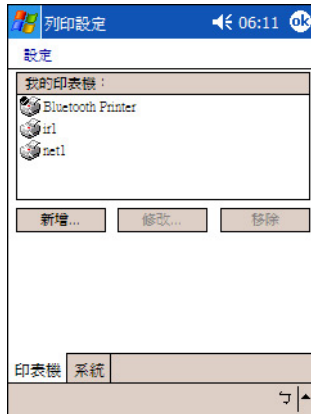 列印設定 06:11 ok
設定
我的印表機：
Bluetooth Printer
ir1
net1
新增... 修改... 移除
印表機 系統
ㄅ